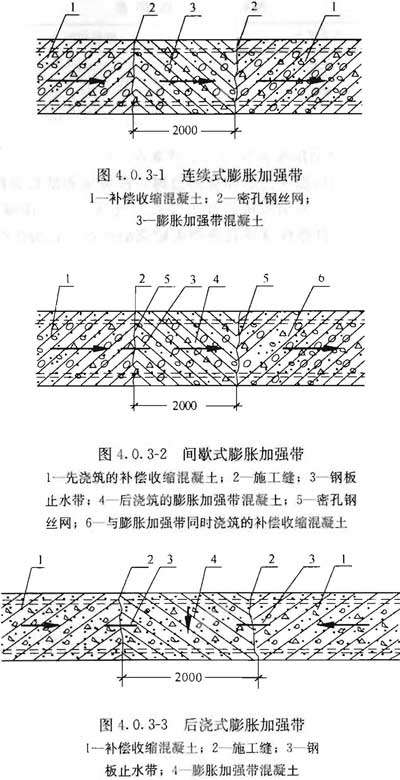 1 2 3 2 1
2000
图 4.0.3-1 连续式膨胀加强带
1—补偿收缩混凝土；2—密孔钢丝网；
3—膨胀加强带混凝土
1 2 5 3 4 5 6
2000
图 4.0.3-2 间歇式膨胀加强带
1—先浇筑的补偿收缩混凝土；2—施工缝；3—钢板
止水带；4—后浇筑的膨胀加强带混凝土；5—密孔钢
丝网；6—与膨胀加强带同时浇筑的补偿收缩混凝土
1 2 3 4 2 3 1
2000
图 4.0.3-3 后浇式膨胀加强带
1—补偿收缩混凝土；2—施工缝；3—钢
板止水带；4—膨胀加强带混凝土